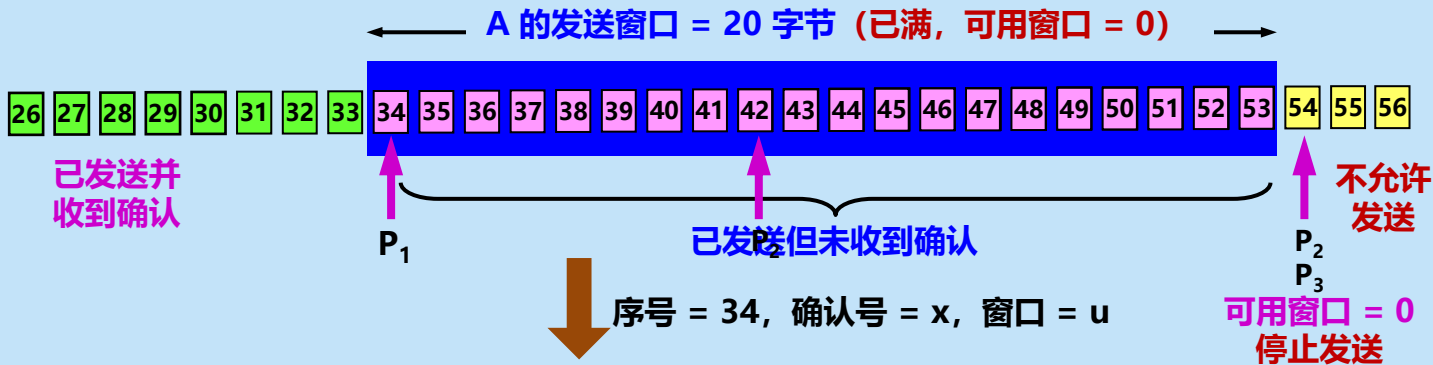 A 的发送窗口 = 20 字节（已满，可用窗口 = 0）
26 27 28 29 30 31 32 33 34 35 36 37 38 39 40 41 42 43 44 45 46 47 48 49 50 51 52 53 54 55 56
已发送并
收到确认
不允许
发送
P1
已发送但未收到确认
P2
P2
P3
序号 = 34，确认号 = x，窗口 = u
可用窗口 = 0
停止发送